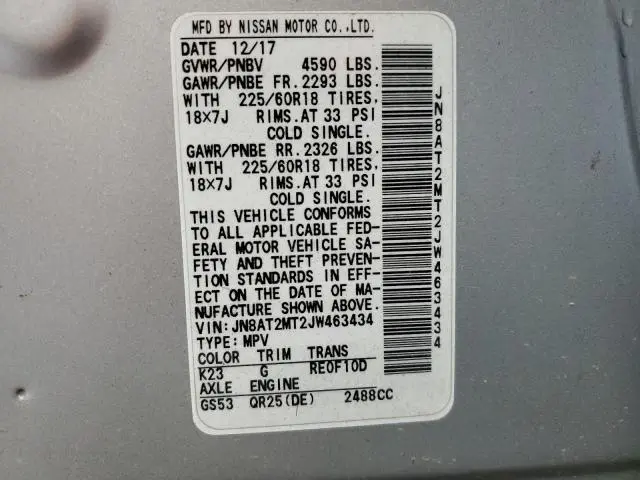 MFD BY NISSAN MOTOR CO.,LTD.
DATE 12/17
GVWR/PNBV 4590 LBS.
GAWR/PNBE FR.2293 LBS.
WITH 225/60R18 TIRES,
18X7J RIMS.AT 33 PSI
COLD SINGLE.
GAWR/PNBE RR.2326 LBS.
WITH 225/60R18 TIRES,
18X7J RIMS.AT 33 PSI
COLD SINGLE.
THIS VEHICLE CONFORMS
TO ALL APPLICABLE FED-
ERAL MOTOR VEHICLE SA-
FETY AND THEFT PREVEN-
TION STANDARDS IN EFF-
ECT ON THE DATE OF MA-
NUFACTURE SHOWN ABOVE.
VIN:JN8AT2MT2JW463434
TYPE:MPV
COLOR TRIM TRANS
K23 G RE0F10D
AXLE ENGINE
GS53 QR25(DE) 2488CC
JN8AT2MT2JW463434